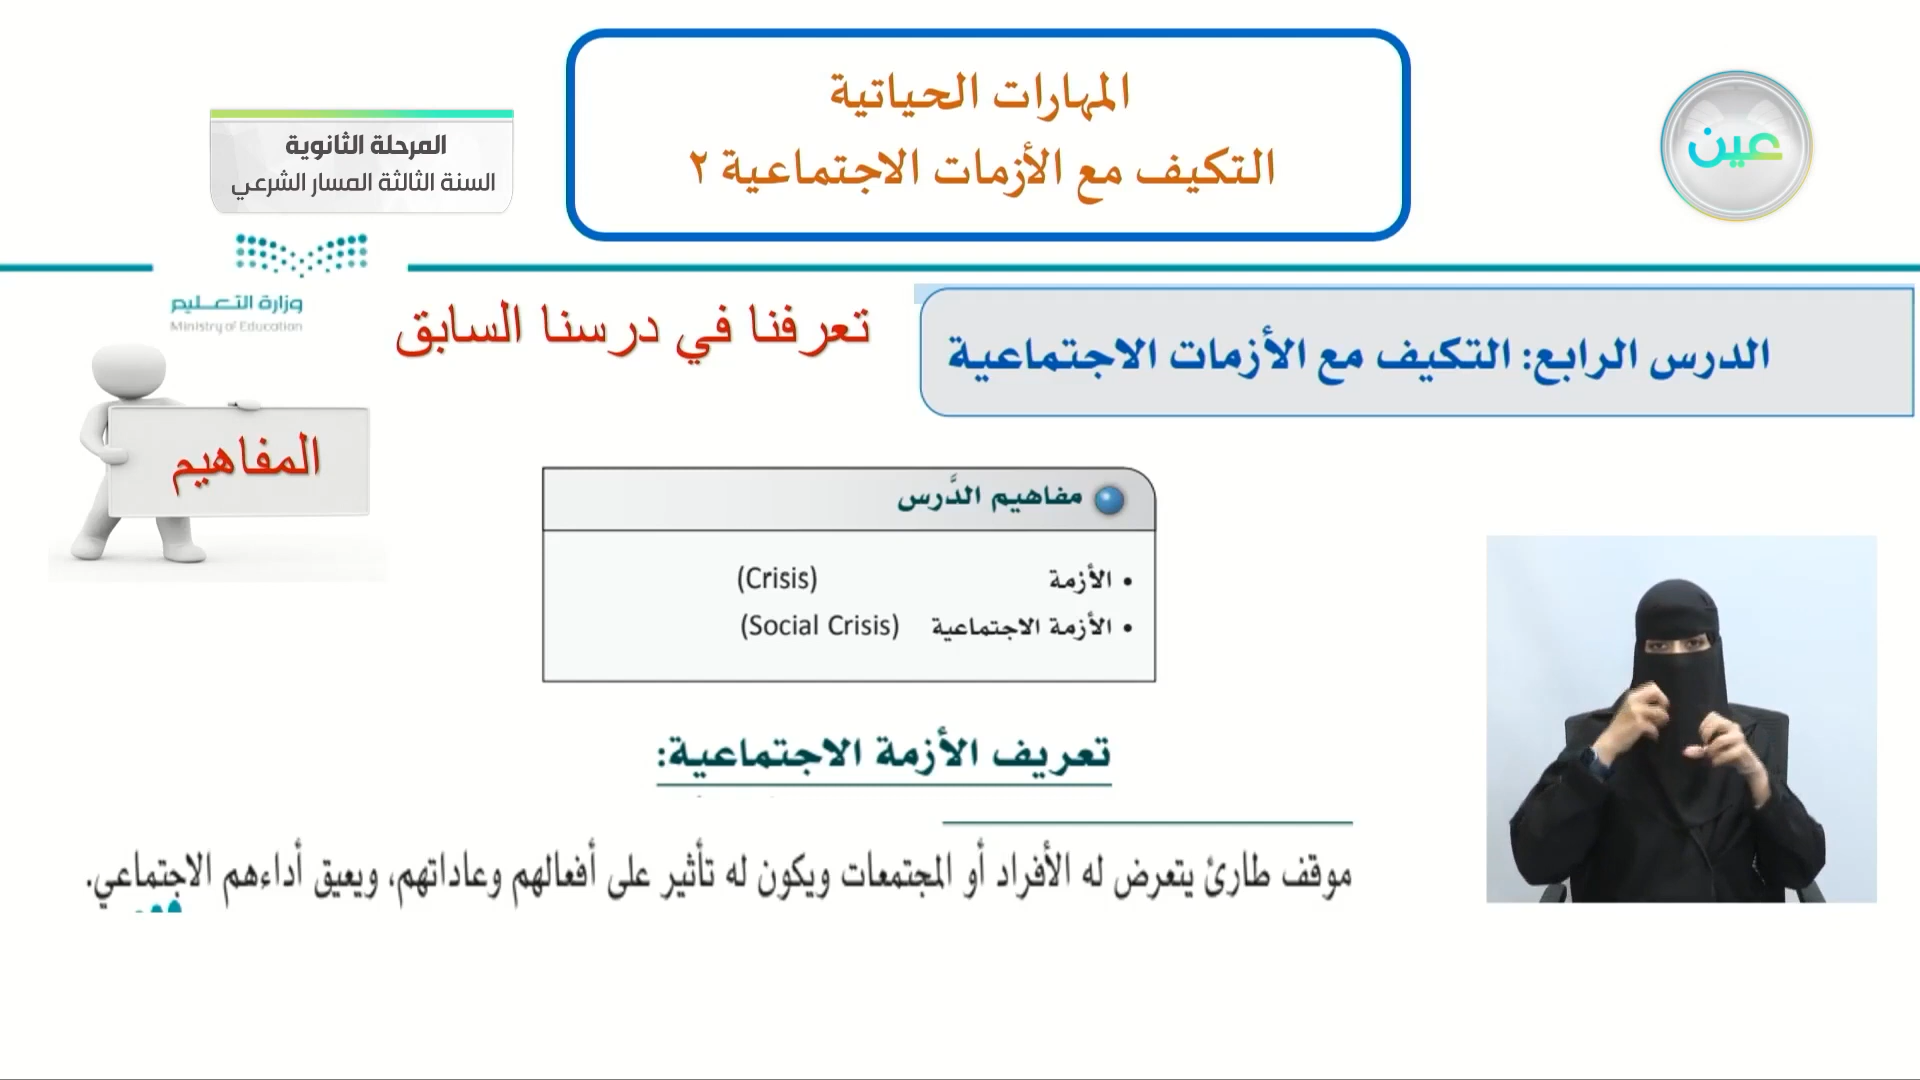 المهارات الحياتية
التكيف مع الأزمات الاجتماعية ٢
عين
المرحلة الثانوية
السنة الثالثة المسار الشرعي
وزارة التعليم
Ministry of Education
الدرس الرابع: التكيف مع الأزمات الاجتماعية
تعرفنا في درسنا السابق
المفاهيم
مفاهيم الدَّرس
• الأزمة (Crisis)
• الأزمة الاجتماعية (Social Crisis)
تعريف الأزمة الاجتماعية:
موقف طارئ يتعرض له الأفراد أو المجتمعات ويكون له تأثير على أفعالهم وعاداتهم، ويعيق أداءهم الاجتماعي.